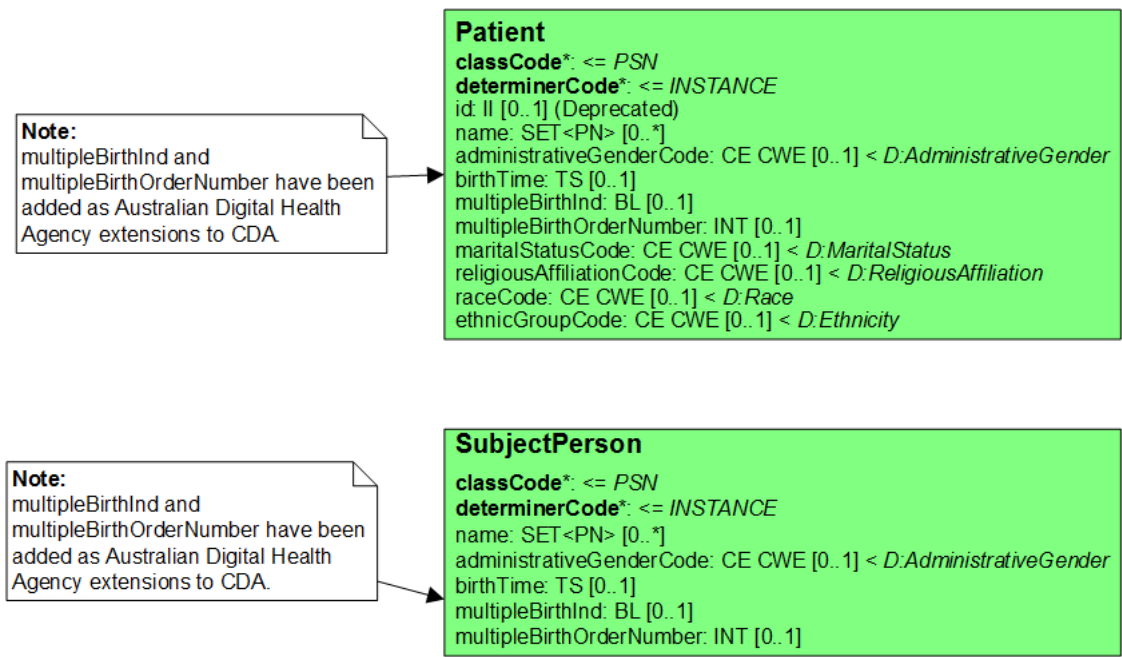 Patient
classCode*: <= PSN
determinerCode*: <= INSTANCE
id: II [0..1] (Deprecated)
name: SET<PN> [0..*]
administrativeGenderCode: CE CWE [0..1] < D:AdministrativeGender
birthTime: TS [0..1]
multipleBirthInd: BL [0..1]
multipleBirthOrderNumber: INT [0..1]
maritalStatusCode: CE CWE [0..1] < D:MaritalStatus
religiousAffiliationCode: CE CWE [0..1] < D:ReligiousAffiliation
raceCode: CE CWE [0..1] < D:Race
ethnicGroupCode: CE CWE [0..1] < D:Ethnicity
Note:
multipleBirthInd and
multipleBirthOrderNumber have been
added as Australian Digital Health
Agency extensions to CDA.
SubjectPerson
classCode*: <= PSN
determinerCode*: <= INSTANCE
name: SET<PN> [0..*]
administrativeGenderCode: CE CWE [0..1] < D:AdministrativeGender
birthTime: TS [0..1]
multipleBirthInd: BL [0..1]
multipleBirthOrderNumber: INT [0..1]
Note:
multipleBirthInd and
multipleBirthOrderNumber have been
added as Australian Digital Health
Agency extensions to CDA.